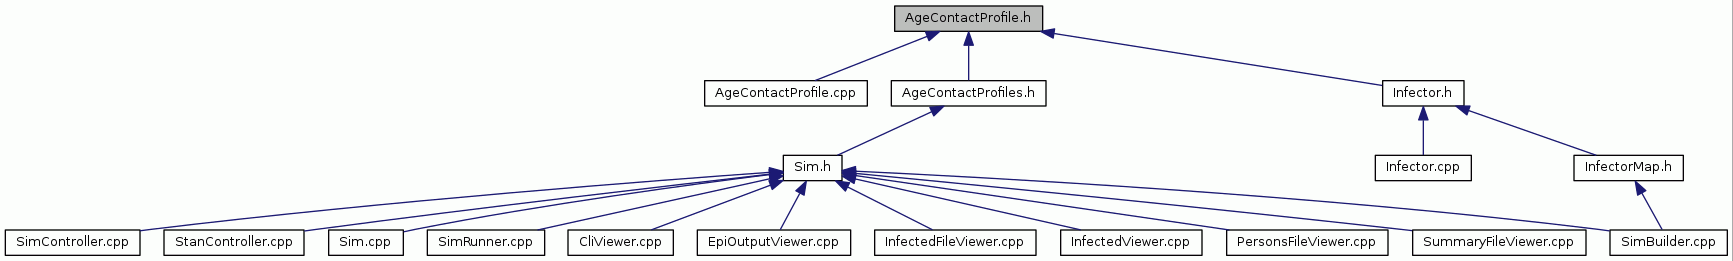 AgeContactProfile.h
AgeContactProfile.cpp
AgeContactProfiles.h
Infector.h
Sim.h
Infector.cpp
InfectorMap.h
SimController.cpp
StanController.cpp
Sim.cpp
SimRunner.cpp
CliViewer.cpp
EpiOutputViewer.cpp
InfectedFileViewer.cpp
InfectedViewer.cpp
PersonsFileViewer.cpp
SummaryFileViewer.cpp
SimBuilder.cpp